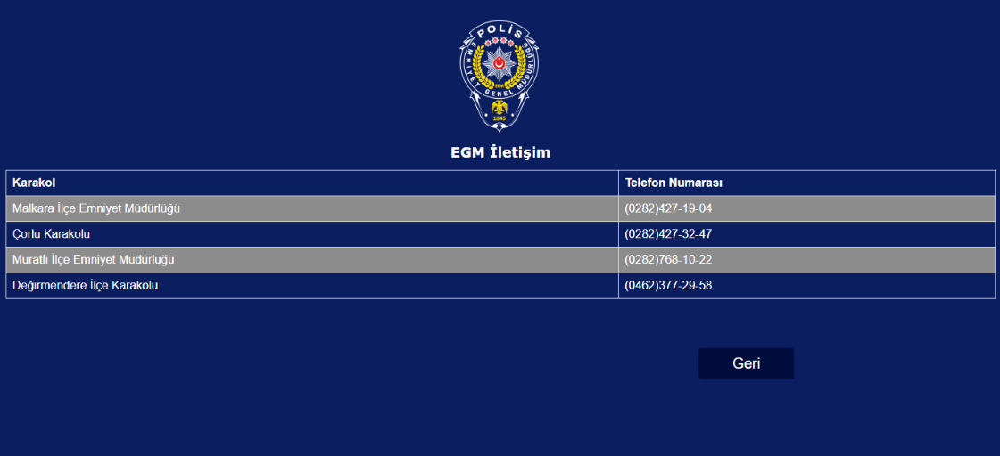 POLİS
EMNİYET GENEL MÜDÜRLÜĞÜ
EGM
1845
EGM İletişim
Karakol Telefon Numarası
Malkara İlçe Emniyet Müdürlüğü (0282)427-19-04
Çorlu Karakolu (0282)427-32-47
Muratlı İlçe Emniyet Müdürlüğü (0282)768-10-22
Değirmendere İlçe Karakolu (0462)377-29-58
Geri